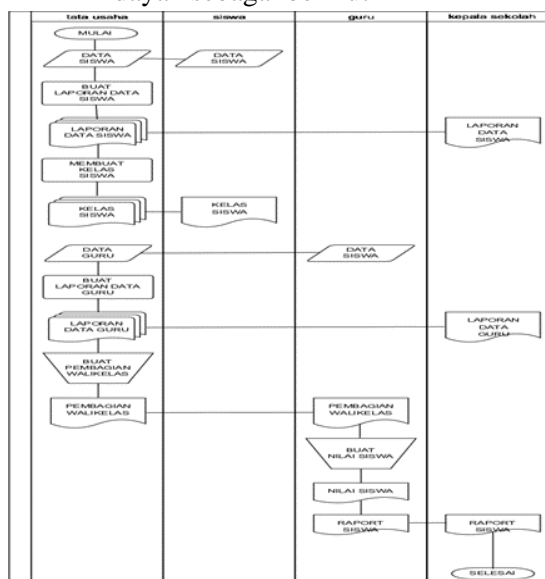 tata usaha siswa guru kepala sekolah
MULAI
DATA
SISWA
DATA
SISWA
BUAT
LAPORAN DATA
SISWA
LAPORAN
DATA SISWA
LAPORAN
DATA
SISWA
MEMBUAT
KELAS
SISWA
KELAS
SISWA
KELAS
SISWA
DATA
GURU
DATA
SISWA
BUAT
LAPORAN DATA
GURU
LAPORAN
DATA GURU
LAPORAN
DATA
GURU
BUAT
PEMBAGIAN
WALIKELAS
PEMBAGIAN
WALIKELAS
PEMBAGIAN
WALIKELAS
BUAT
NILAI SISWA
NILAI SISWA
RAPORT
SISWA
RAPORT
SISWA
SELESAI